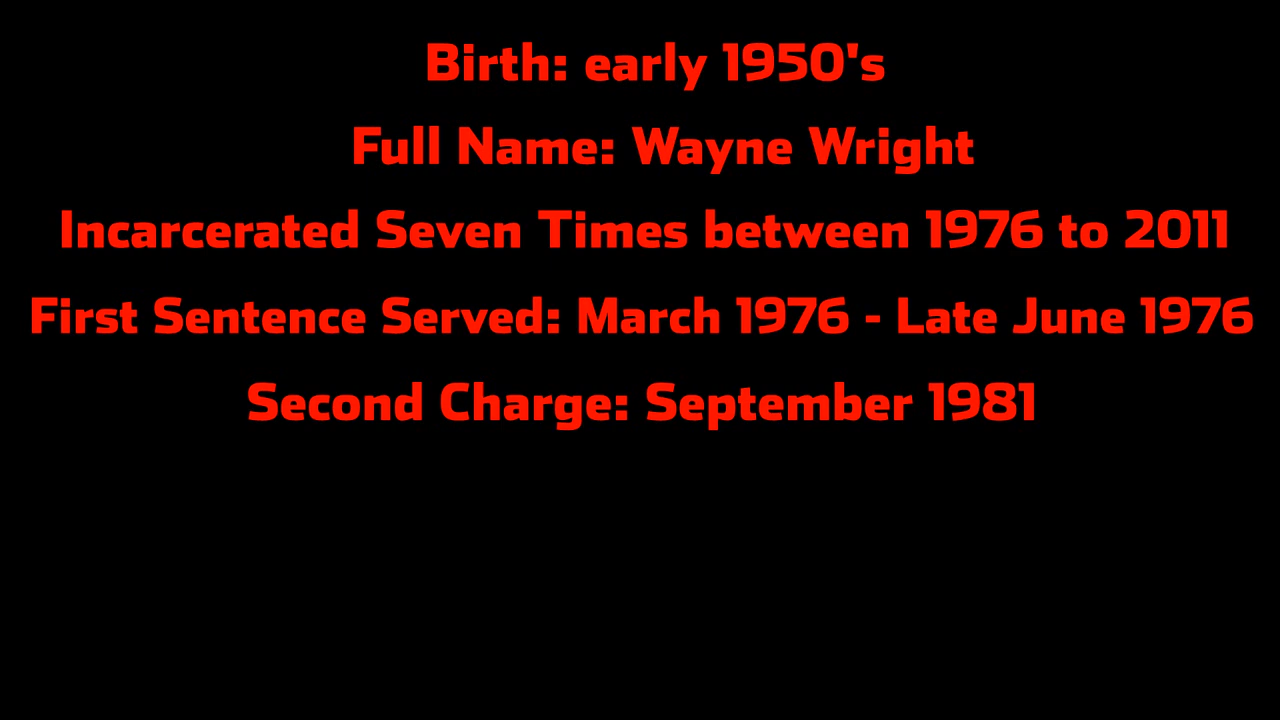 Birth: early 1950's
Full Name: Wayne Wright
Incarcerated Seven Times between 1976 to 2011
First Sentence Served: March 1976 - Late June 1976
Second Charge: September 1981